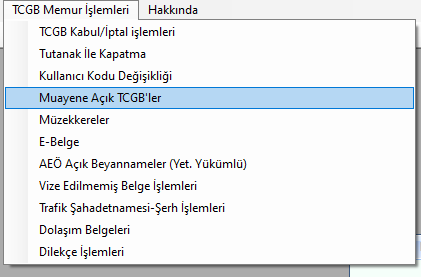 TCGB Memur İşlemleri Hakkında
TCGB Kabul/İptal işlemleri
Tutanak İle Kapatma
Kullanıcı Kodu Değişikliği
Muayene Açık TCGB'ler
Müzekkereler
E-Belge
AEÖ Açık Beyannameler (Yet. Yükümlü)
Vize Edilmemiş Belge İşlemleri
Trafik Şahadetnamesi-Şerh İşlemleri
Dolaşım Belgeleri
Dilekçe İşlemleri